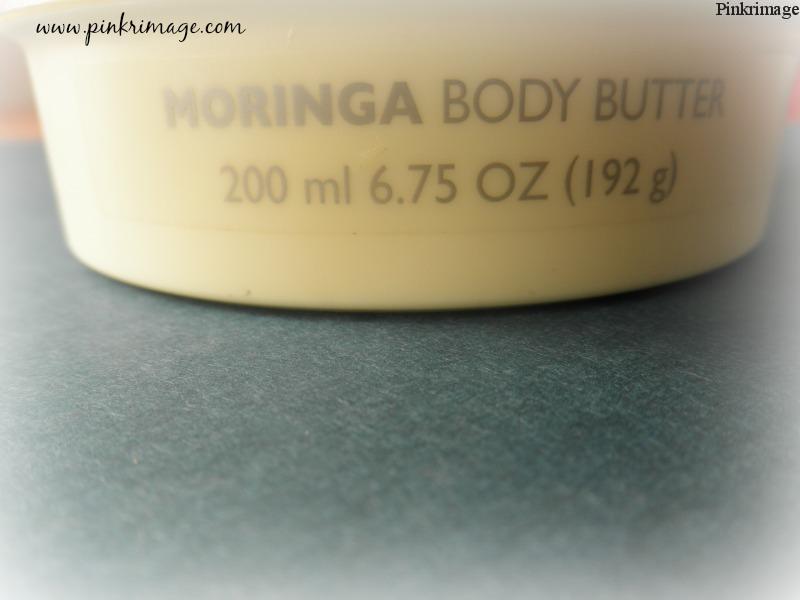 Pinkrimage
www.pinkrimage.com
MORINGA BODY BUTTER
200 ml 6.75 OZ (192 g)